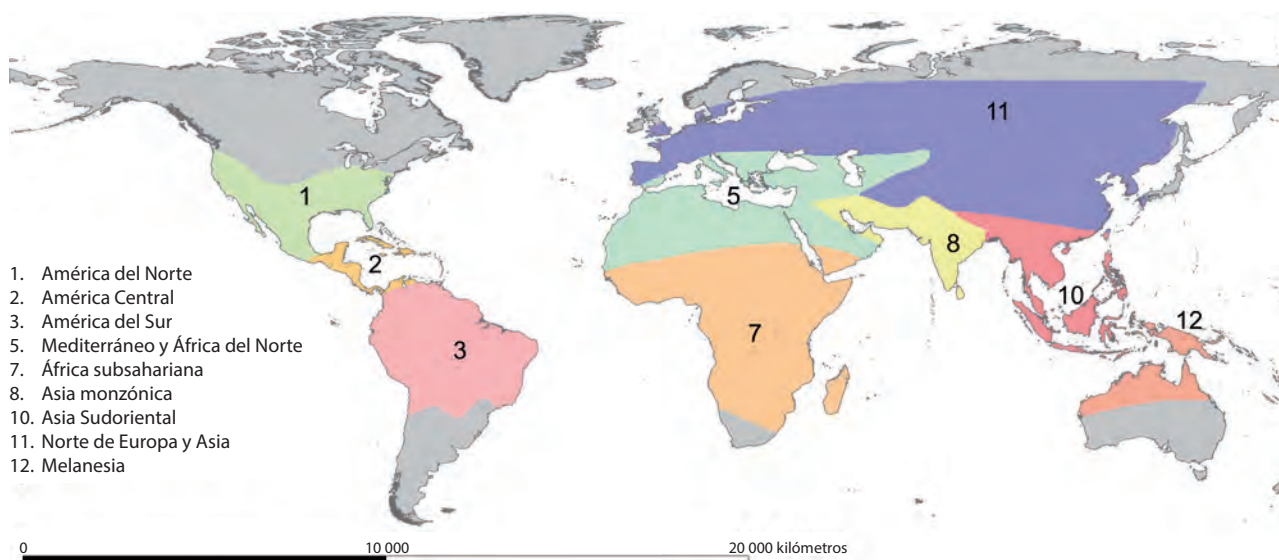 11
1
5
8
2
10
12
7
3
1. América del Norte
2. América Central
3. América del Sur
5. Mediterráneo y África del Norte
7. África subsahariana
8. Asia monzónica
10. Asia Sudoriental
11. Norte de Europa y Asia
12. Melanesia
0 10 000 20 000 kilómetros